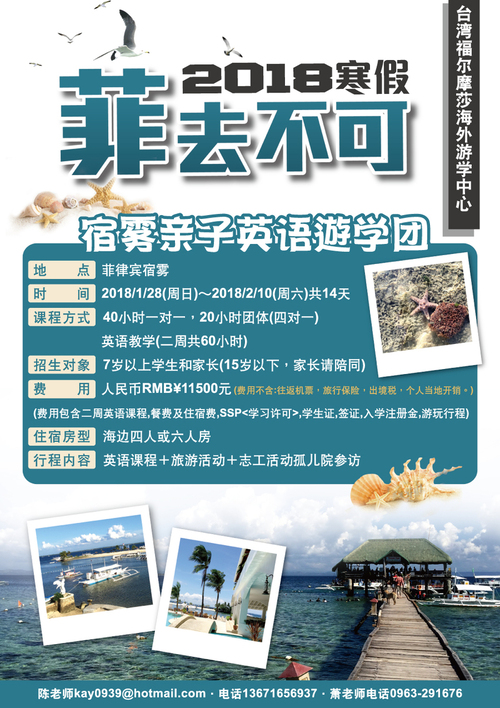 2018寒假
菲去不可
台湾福尔摩莎海外游学中心
宿雾亲子英语遊学团
地 点 菲律宾宿雾
时 间 2018/1/28(周日)～2018/2/10(周六)共14天
课程方式 40小时一对一，20小时团体(四对一)
英语教学(二周共60小时)
招生对象 7岁以上学生和家长(15岁以下，家长请陪同)
费 用 人民币RMB¥11500元 (费用不含:往返机票，旅行保险，出境税，个人当地开销。)
(费用包含二周英语课程,餐费及住宿费,SSP<学习许可>,学生证,签证,入学注册金,游玩行程)
住宿房型 海边四人或六人房
行程内容 英语课程＋旅游活动＋志工活动孤儿院参访
陈老师kay0939@hotmail.com · 电话13671656937 · 萧老师电话0963-291676